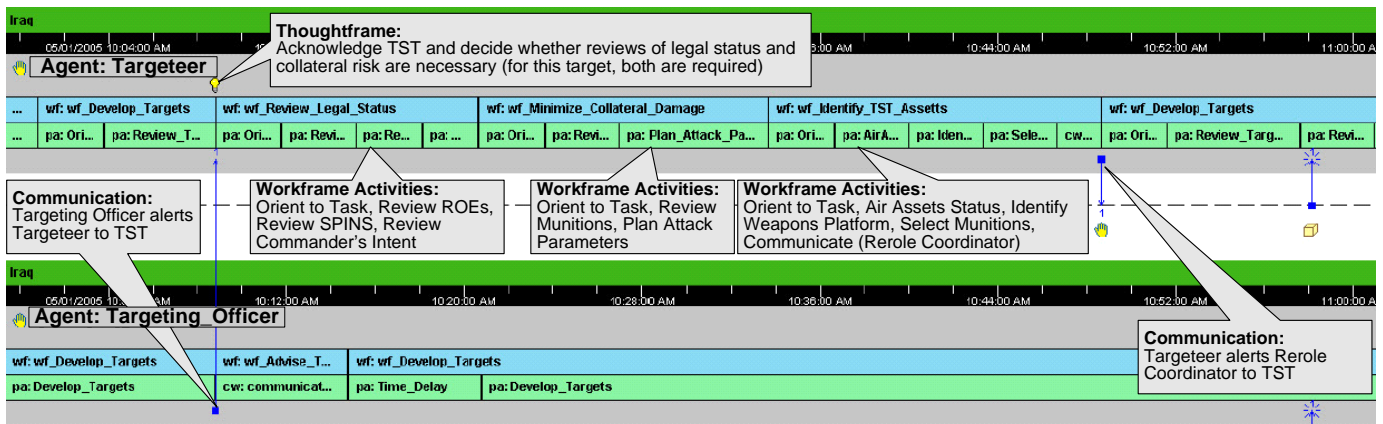 Iraq
Thoughtframe:
Acknowledge TST and decide whether reviews of legal status and
collateral risk are necessary (for this target, both are required)
05/01/2005 10:04:00 AM
10:44:00 AM
10:52:00 AM
11:00:00 A
Agent: Targeteer
... wf: wf_Develop_Targets wf: wf_Review_Legal_Status wf: wf_Minimize_Collateral_Damage wf: wf_Identify_TST_Assetts wf: wf_Develop_Targets
... pa: Ori... pa: Review_T... pa: Ori... pa: Revi... pa: Re... pa: ... pa: Ori... pa: Revi... pa: Plan_Attack_Pa... pa: Ori... pa: AirA... pa: Iden... pa: Sele... cw... pa: Ori... pa: Review_Targ... pa: Revi...
1
1
Communication:
Targeting Officer alerts
Targeteer to TST
Workframe Activities:
Orient to Task, Review ROEs,
Review SPINS, Review
Commander's Intent
Workframe Activities:
Orient to Task, Review
Munitions, Plan Attack
Parameters
Workframe Activities:
Orient to Task, Air Assets Status, Identify
Weapons Platform, Select Munitions,
Communicate (Rerole Coordinator)
1
Iraq
05/01/2005
10:12:00 AM
10:20:00 AM
10:28:00 AM
10:36:00 AM
10:44:00 AM
10:52:00 AM
11:00:00 A
Agent: Targeting_Officer
Communication:
Targeteer alerts Rerole
Coordinator to TST
wf: wf_Develop_Targets wf: wf_Advise_T... wf: wf_Develop_Targets
pa: Develop_Targets cw: communicat... pa: Time_Delay pa: Develop_Targets
1